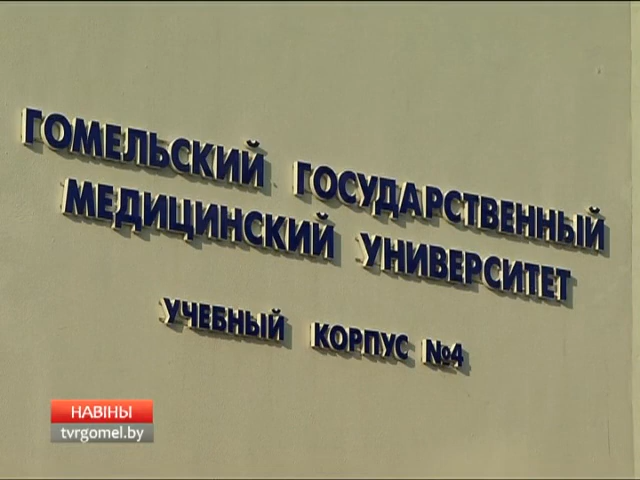 ГОМЕЛЬСКИЙ ГОСУДАРСТВЕННЫЙ
МЕДИЦИНСКИЙ УНИВЕРСИТЕТ
УЧЕБНЫЙ КОРПУС №4
НАВІНЫ
tvrgomel.by